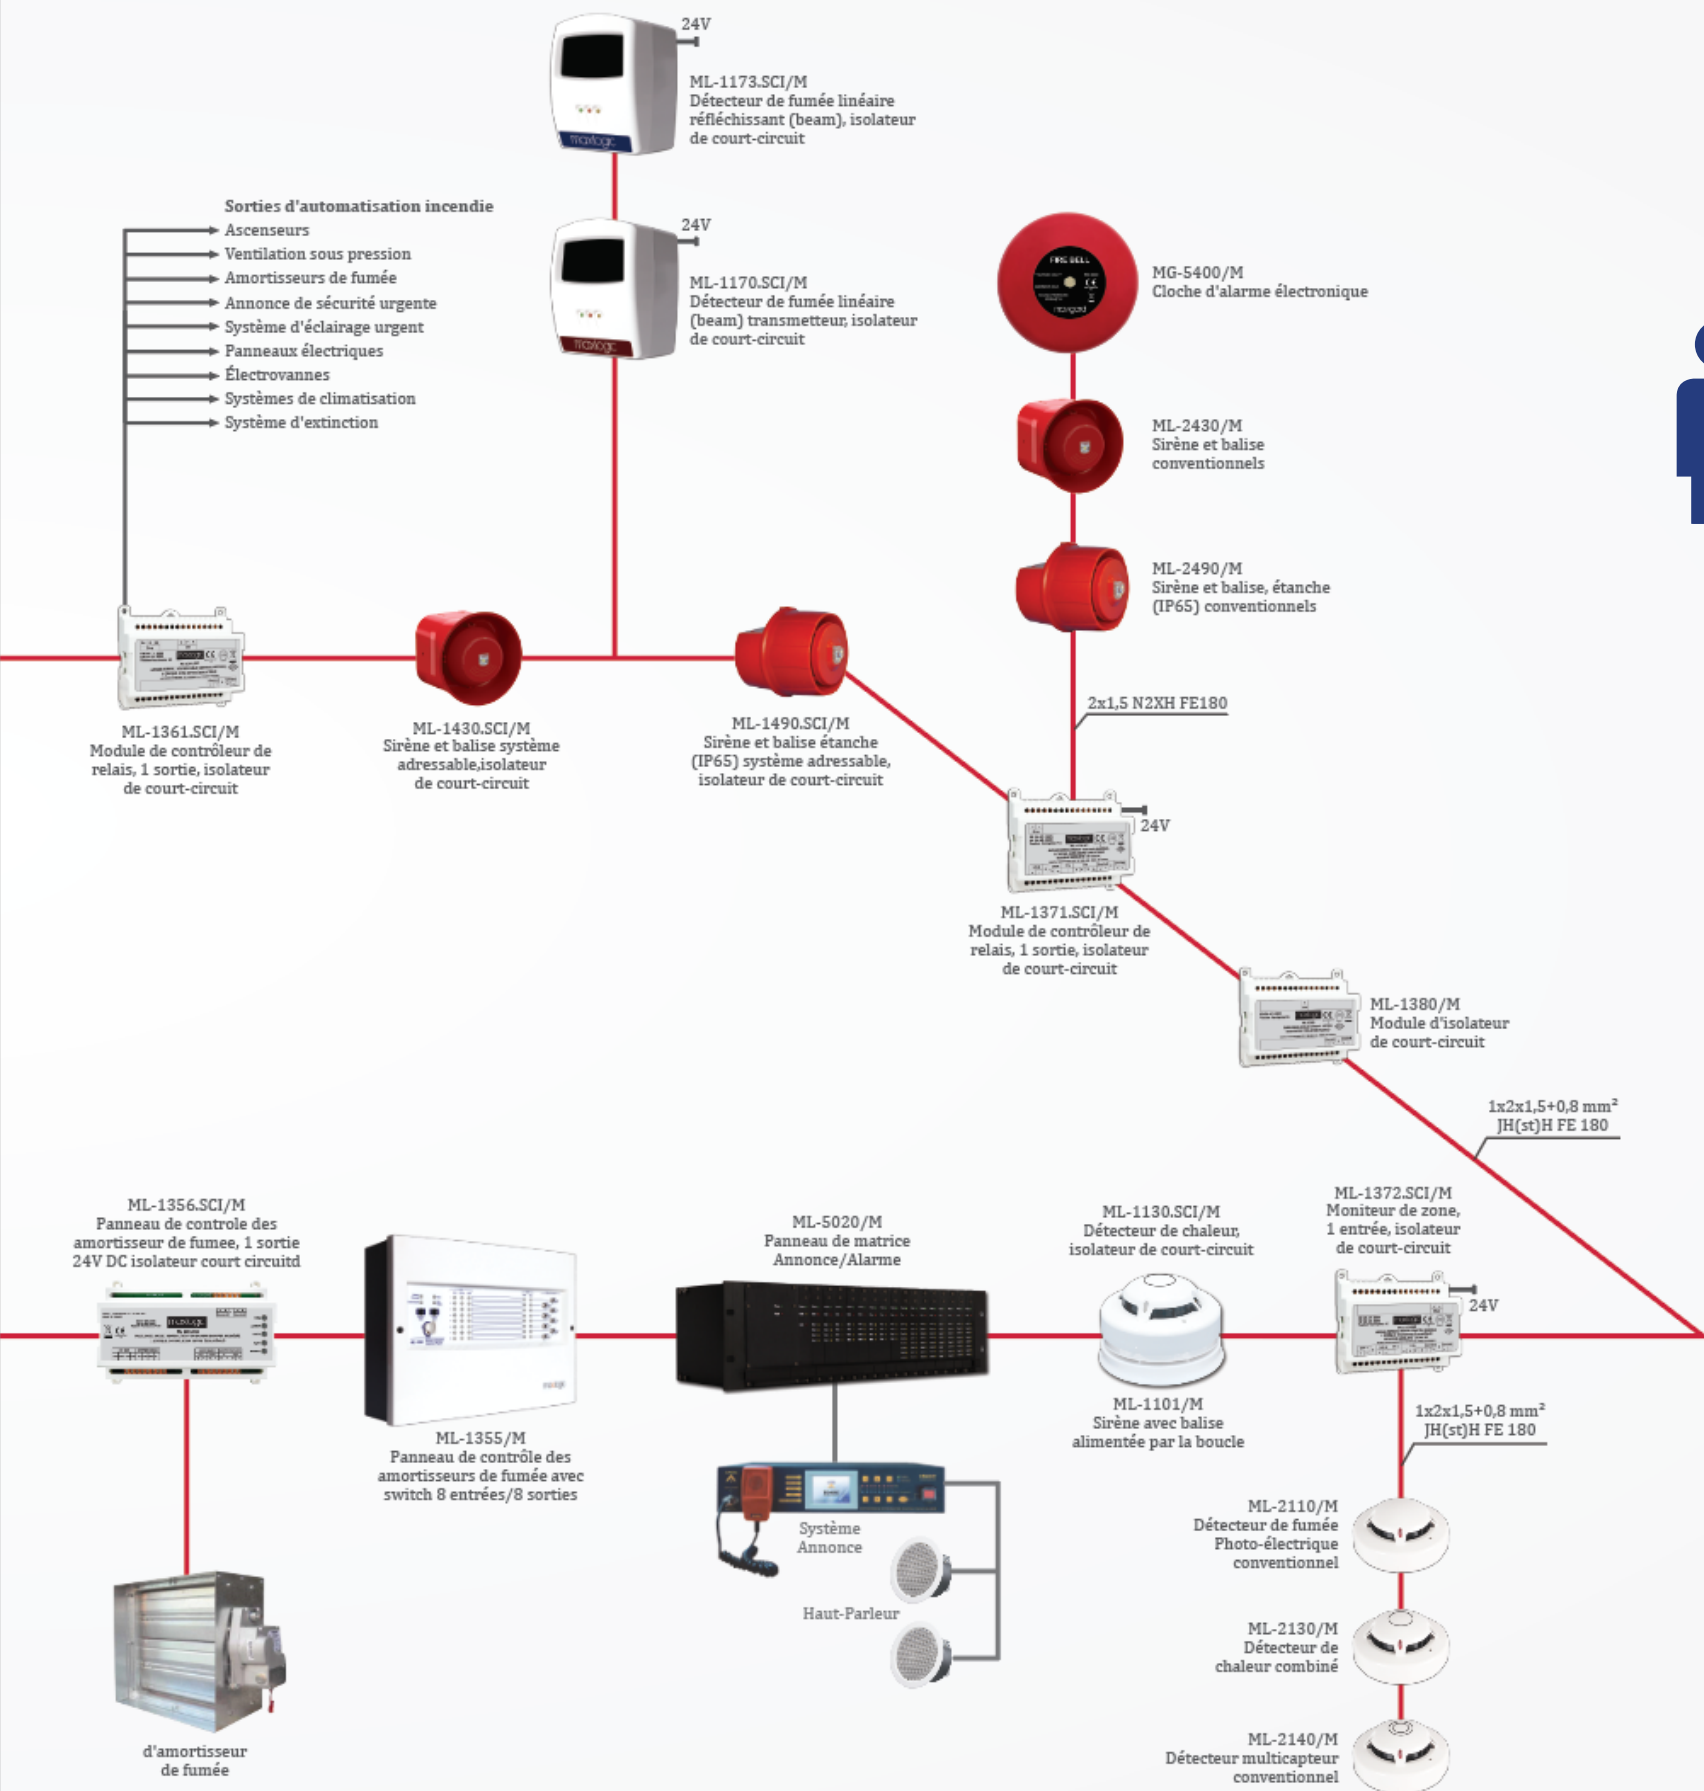 24V
ML-1173.SCI/M
Détecteur de fumée linéaire
réfléchissant (beam), isolateur
de court-circuit
maxlogic
Sorties d'automatisation incendie
Ascenseurs
Ventilation sous pression
Amortisseurs de fumée
Annonce de sécurité urgente
Système d'éclairage urgent
Panneaux électriques
Électrovannes
Systèmes de climatisation
Système d'extinction
24V
ML-1170.SCI/M
Détecteur de fumée linéaire
(beam) transmetteur, isolateur
de court-circuit
maxlogic
FIRE BELL
maxlogic
MG-5400/M
Cloche d'alarme électronique
ML-2430/M
Sirène et balise
conventionnels
ML-2490/M
Sirène et balise, étanche
(IP65) conventionnels
2x1,5 N2XH FE180
ML-1361.SCI/M
Module de contrôleur de
relais, 1 sortie, isolateur
de court-circuit
ML-1430.SCI/M
Sirène et balise système
adressable,isolateur
de court-circuit
ML-1490.SCI/M
Sirène et balise étanche
(IP65) système adressable,
isolateur de court-circuit
24V
ML-1371.SCI/M
Module de contrôleur de
relais, 1 sortie, isolateur
de court-circuit
ML-1380/M
Module d'isolateur
de court-circuit
1x2x1,5+0,8 mm²
JH(st)H FE 180
ML-1356.SCI/M
Panneau de controle des
amortisseur de fumee, 1 sortie
24V DC isolateur court circuitd
maxlogic
ML-1355/M
Panneau de contrôle des
amortisseurs de fumée avec
switch 8 entrées/8 sorties
ML-5020/M
Panneau de matrice
Annonce/Alarme
ML-1130.SCI/M
Détecteur de chaleur,
isolateur de court-circuit
ML-1101/M
Sirène avec balise
alimentée par la boucle
ML-1372.SCI/M
Moniteur de zone,
1 entrée, isolateur
de court-circuit
24V
1x2x1,5+0,8 mm²
JH(st)H FE 180
Système
Annonce
Haut-Parleur
ML-2110/M
Détecteur de fumée
Photo-électrique
conventionnel
ML-2130/M
Détecteur de
chaleur combiné
ML-2140/M
Détecteur multicapteur
conventionnel
d'amortisseur
de fumée